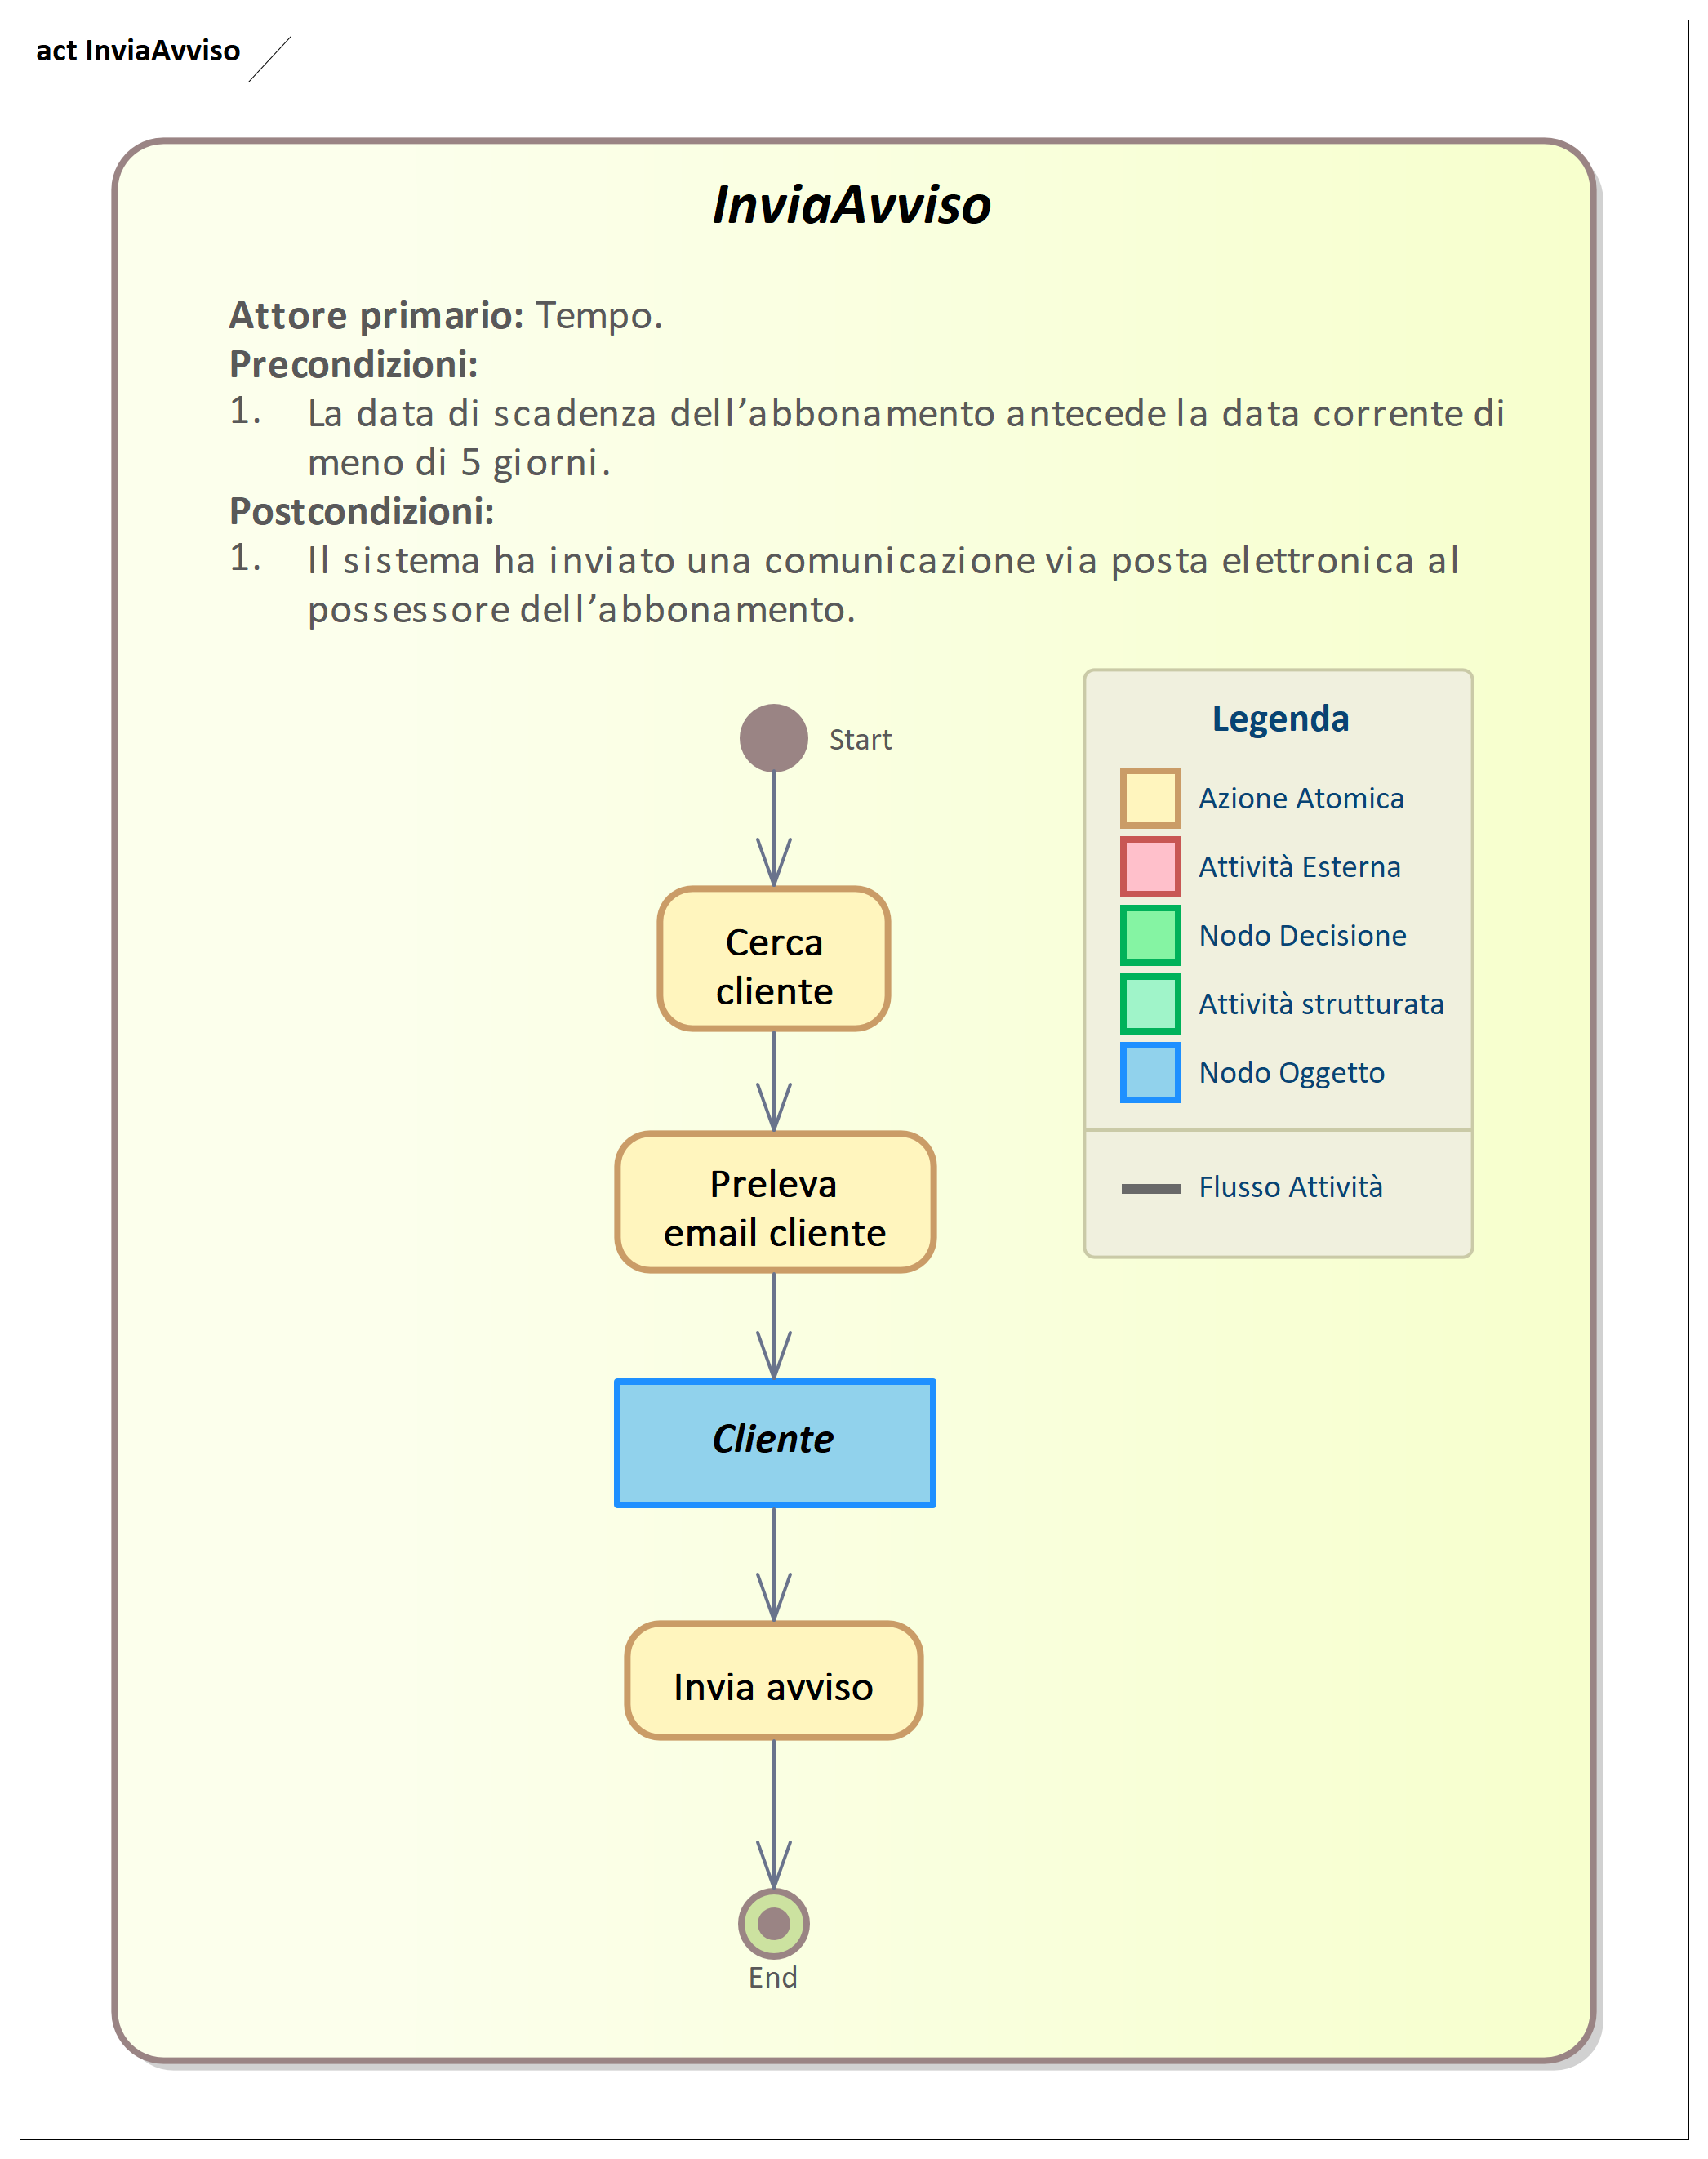 act InviaAvviso
InviaAvviso
Attore primario: Tempo.
Precondizioni:
1. La data di scadenza dell’abbonamento antecede la data corrente di
meno di 5 giorni.
Postcondizioni:
1. Il sistema ha inviato una comunicazione via posta elettronica al
possessore dell’abbonamento.
Start
Cerca
cliente
Preleva
email cliente
Cliente
Invia avviso
End
Legenda
Azione Atomica
Attività Esterna
Nodo Decisione
Attività strutturata
Nodo Oggetto
Flusso Attività